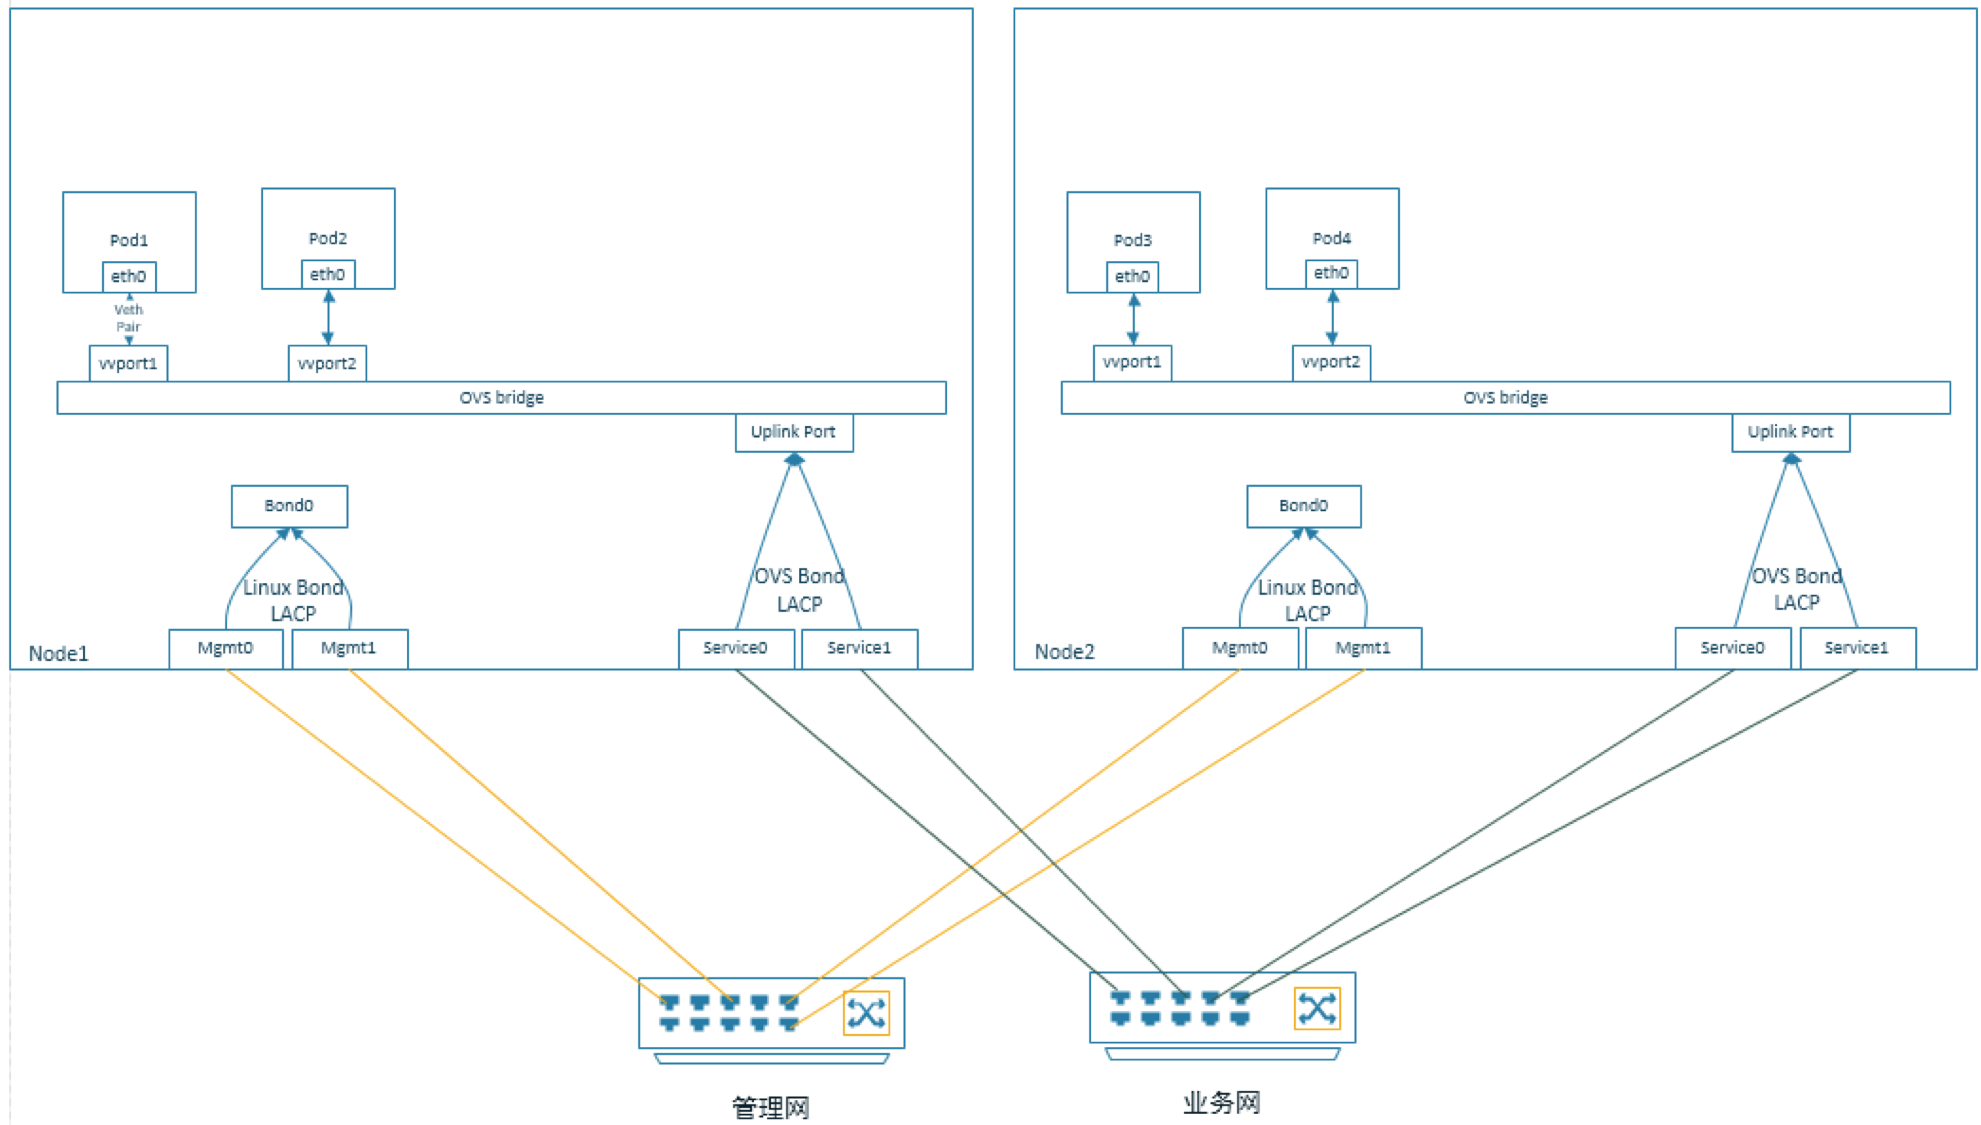 Pod1
eth0
Veth
Pair
vvport1
Pod2
eth0
vvport2
OVS bridge
Uplink Port
Bond0
Linux Bond
LACP
OVS Bond
LACP
Node1
Mgmt0
Mgmt1
Service0
Service1
Pod3
eth0
vvport1
Pod4
eth0
vvport2
OVS bridge
Uplink Port
Bond0
Linux Bond
LACP
OVS Bond
LACP
Node2
Mgmt0
Mgmt1
Service0
Service1
管理网
业务网